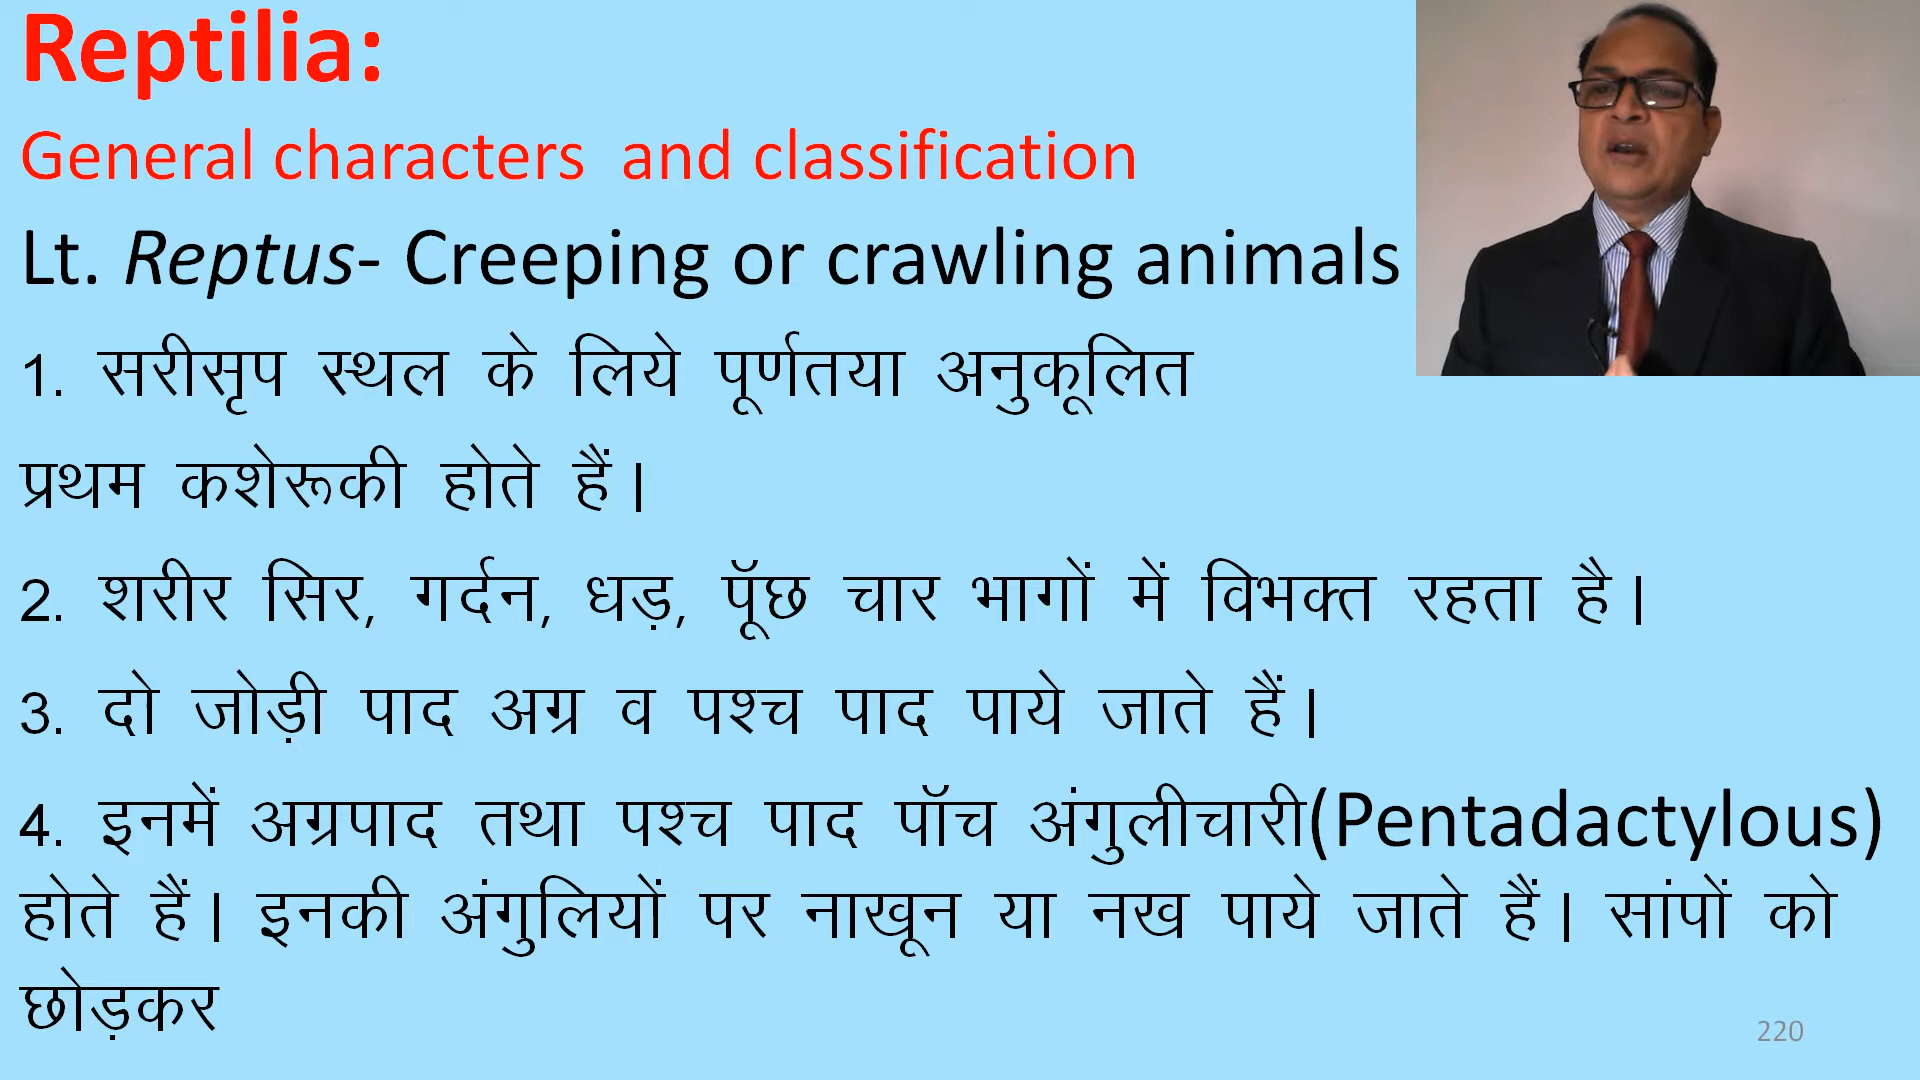 Reptilia:
General characters and classification
Lt. Reptus- Creeping or crawling animals
1. सरीसृप स्थल के लिये पूर्णतया अनुकूलित
प्रथम कशेरूकी होते हैं।
2. शरीर सिर, गर्दन, धड़, पूॅछ चार भागों में विभक्त रहता है।
3. दो जोड़ी पाद अग्र व पश्च पाद पाये जाते हैं।
4. इनमें अग्रपाद तथा पश्च पाद पाॅच अंगुलीचारी(Pentadactylous)
होते हैं। इनकी अंगुलियों पर नाखून या नख पाये जाते हैं। सांपों को
छोड़कर
220